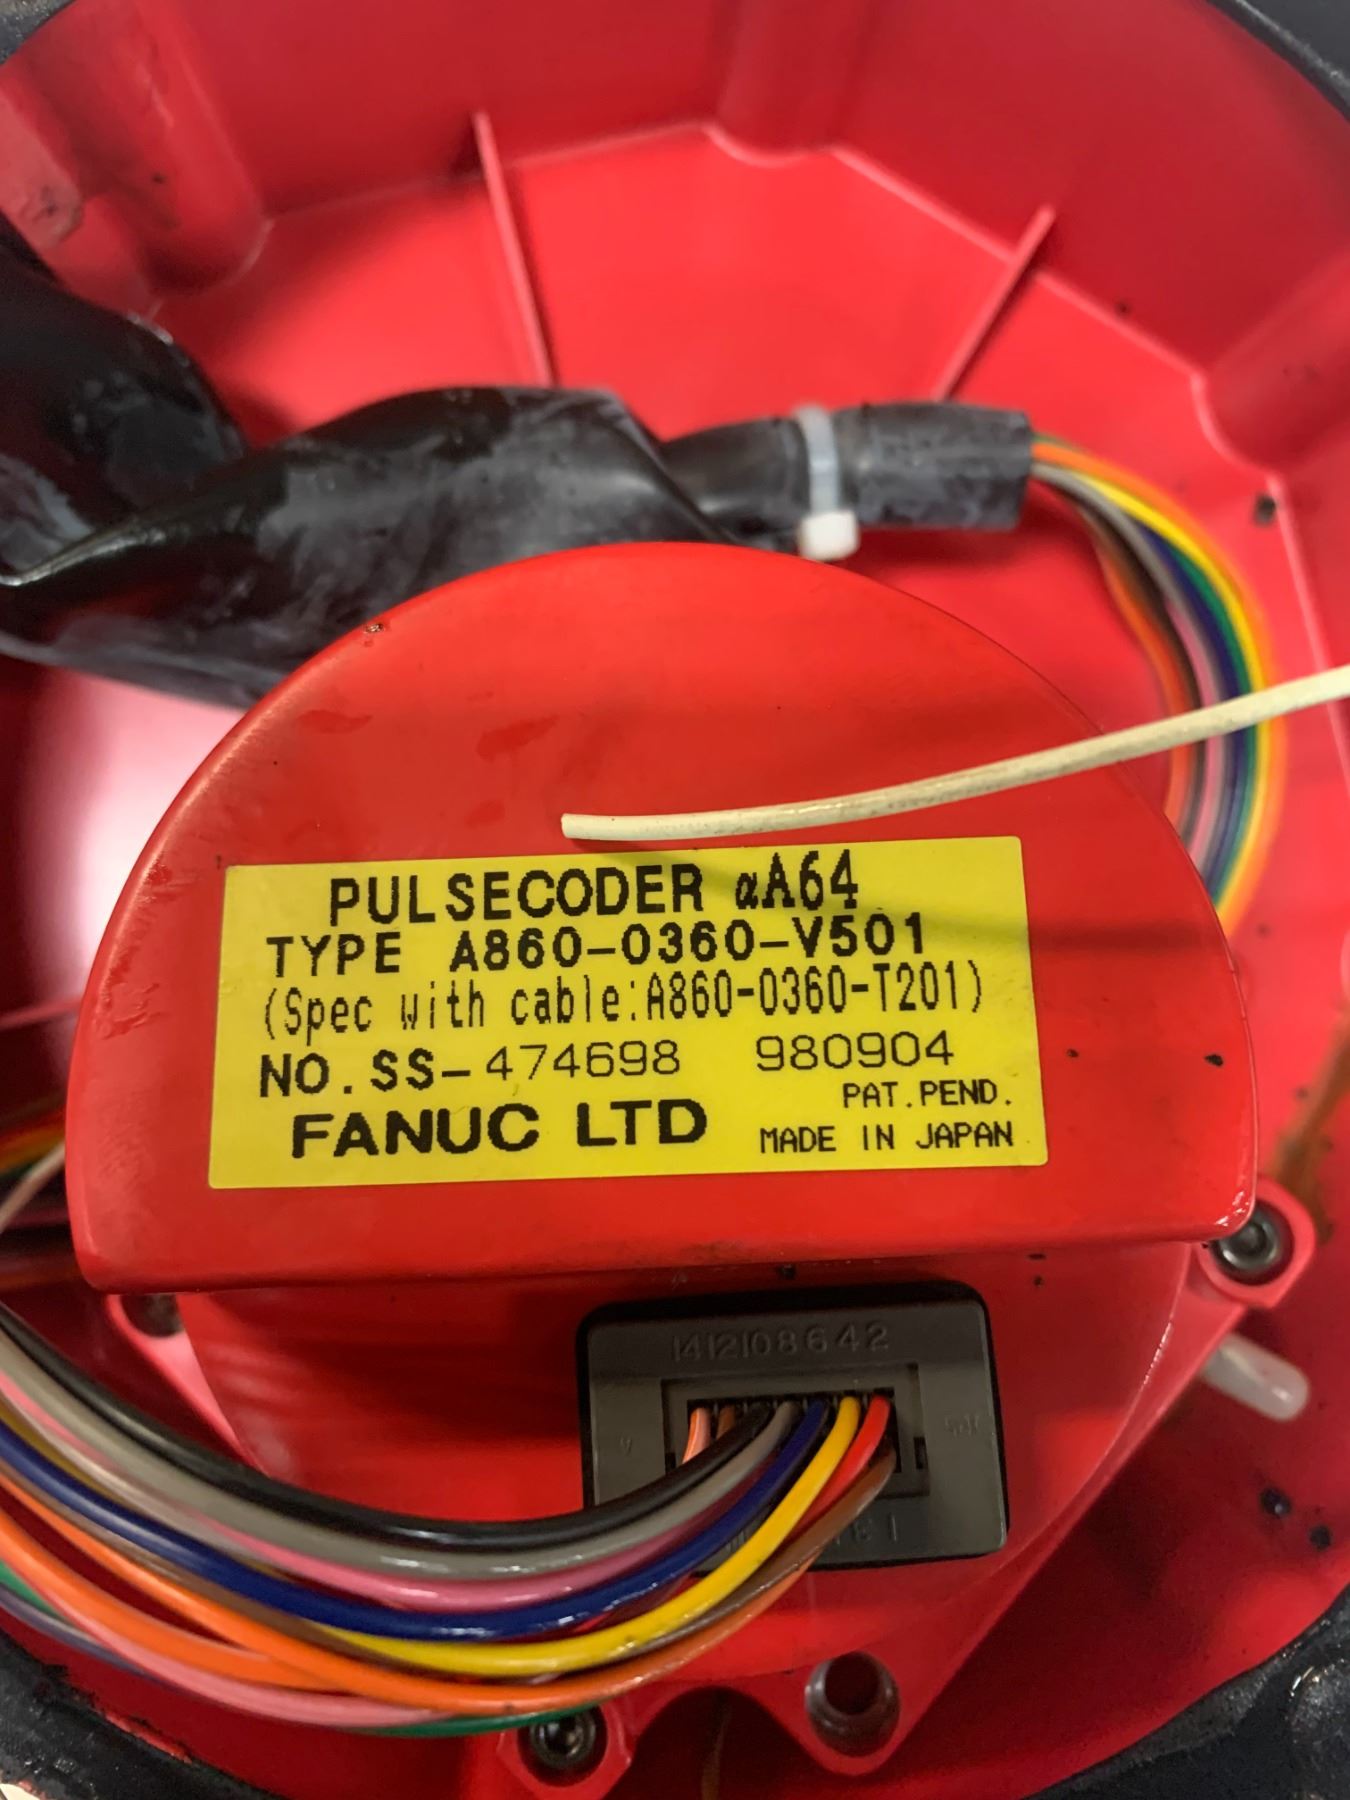 PULSECODER αA64
TYPE A860-0360-V501
(Spec with cable:A860-0360-T201)
NO.SS-474698 980904
PAT.PEND.
FANUC LTD MADE IN JAPAN
14 12 10 8 6 4 2